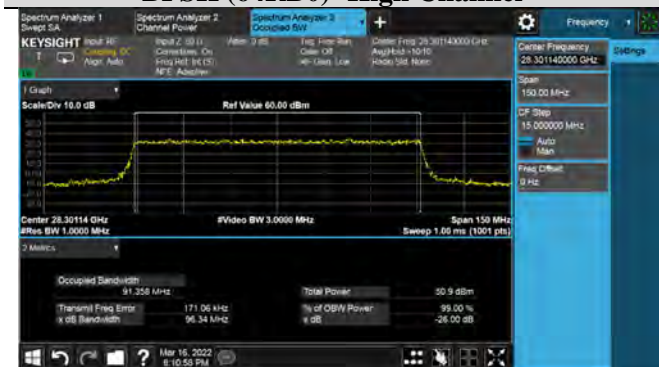 Spectrum Analyzer 1
Swept SA
Spectrum Analyzer 2
Channel Power
Spectrum Analyzer 3
Occupied BW
+
Frequency
KEYSIGHT Input: RF
Coupling: DC
Align: Auto
Input Z: 50 Ω
Corrections: On
Freq Ref: Int (S)
NFE: Adaptive
Atten: 0 dB
Trig: Free Run
Gate: Off
#IF Gain: Low
Center Freq: 28.301140000 GHz
Avg|Hold:>10/10
Radio Std: None
Center Frequency
28.301140000 GHz
Settings
Span
150.00 MHz
CF Step
15.000000 MHz
Auto
Man
Freq Offset
0 Hz
1 Graph
Scale/Div 10.0 dB
Ref Value 60.00 dBm
Center 28.30114 GHz
#Video BW 3.0000 MHz
Span 150 MHz
#Res BW 1.0000 MHz
Sweep 1.00 ms (1001 pts)
2 Metrics
Occupied Bandwidth
91.358 MHz
Total Power
50.9 dBm
Transmit Freq Error
171.06 kHz
% of OBW Power
99.00 %
x dB Bandwidth
96.34 MHz
x dB
-26.00 dB
?
Mar 16, 2022
6:10:58 PM